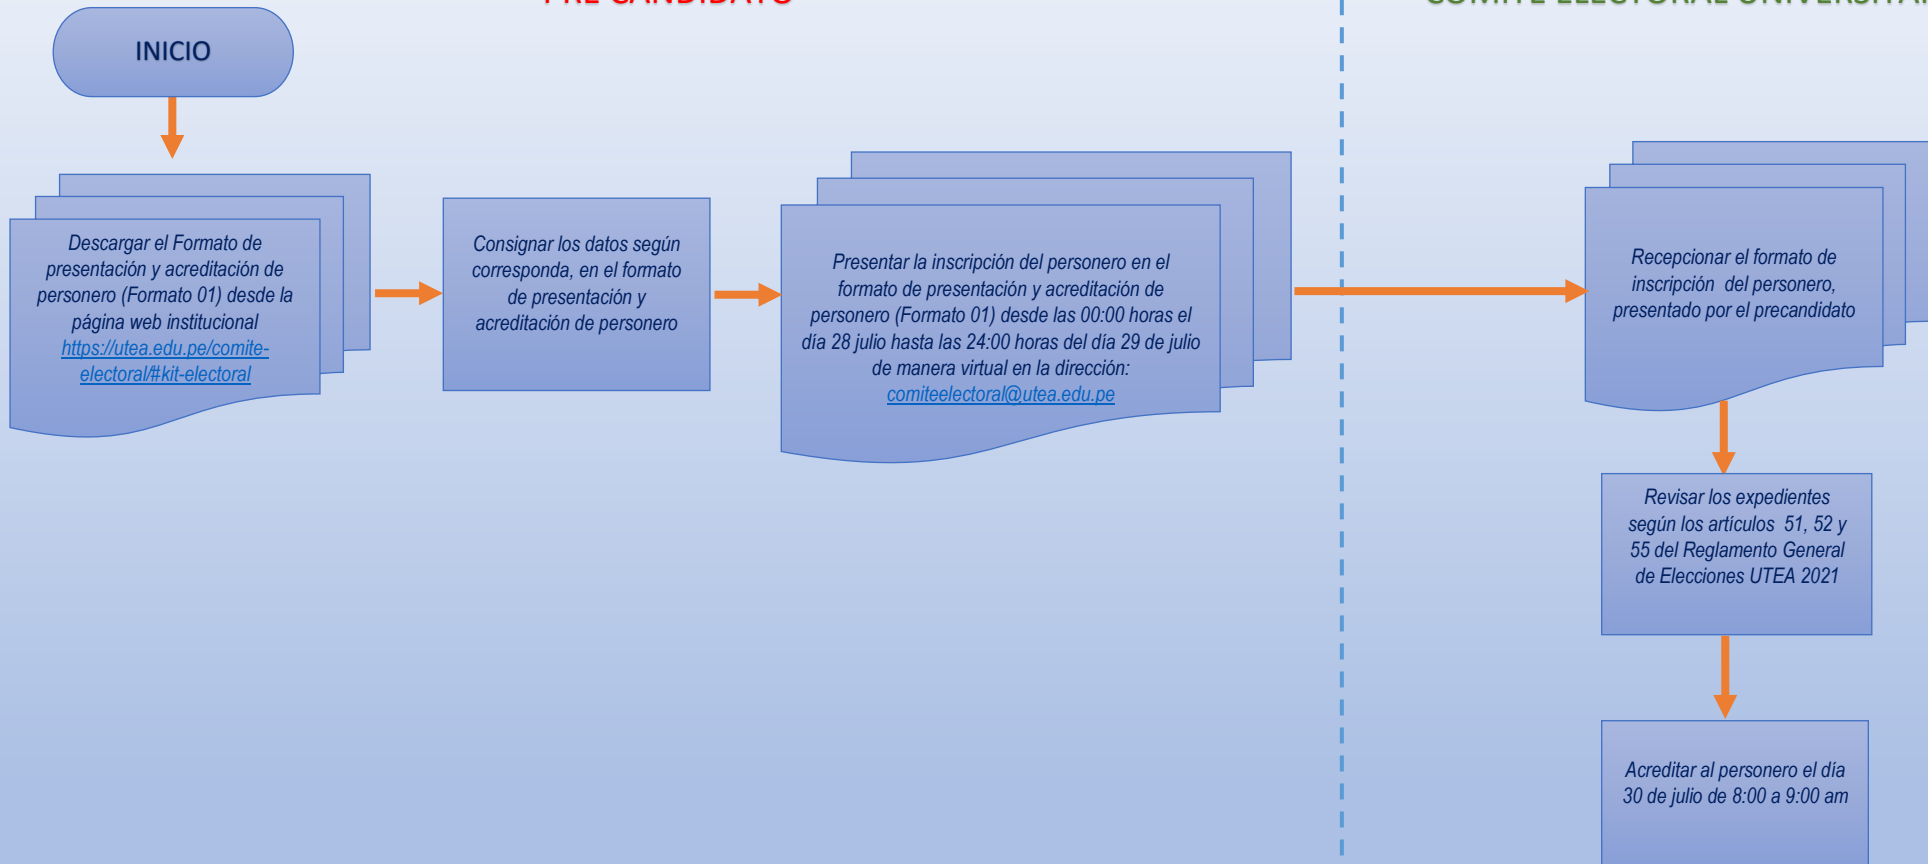 PRE CANDIDATO
COMITÉ ELECTORAL UNIVERSITAR
INICIO
Descargar el Formato de
presentación y acreditación de
personero (Formato 01) desde la
página web institucional
https://utea.edu.pe/comite-
electoral/#kit-electoral
Consignar los datos según
corresponda, en el formato
de presentación y
acreditación de personero
Presentar la inscripción del personero en el
formato de presentación y acreditación de
personero (Formato 01) desde las 00:00 horas el
día 28 julio hasta las 24:00 horas del día 29 de julio
de manera virtual en la dirección:
comiteelectoral@utea.edu.pe
Recepcionar el formato de
inscripción  del personero,
presentado por el precandidato
Revisar los expedientes
según los artículos  51, 52 y
55 del Reglamento General
de Elecciones UTEA 2021
Acreditar al personero el día
30 de julio de 8:00 a 9:00 am